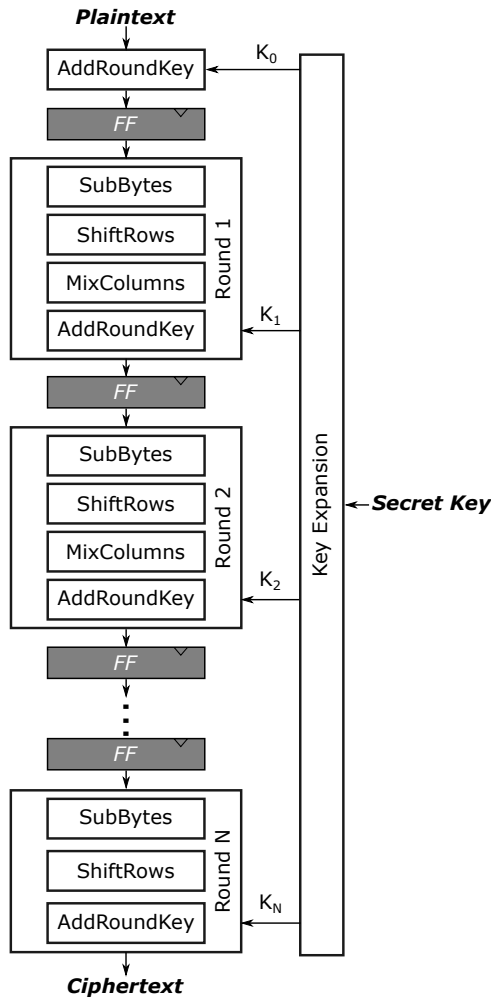 Plaintext
AddRoundKey
K0
FF
SubBytes
ShiftRows
MixColumns
AddRoundKey
Round 1
K1
FF
SubBytes
ShiftRows
MixColumns
AddRoundKey
Round 2
K2
FF
FF
SubBytes
ShiftRows
AddRoundKey
Round N
KN
Ciphertext
Key Expansion
Secret Key